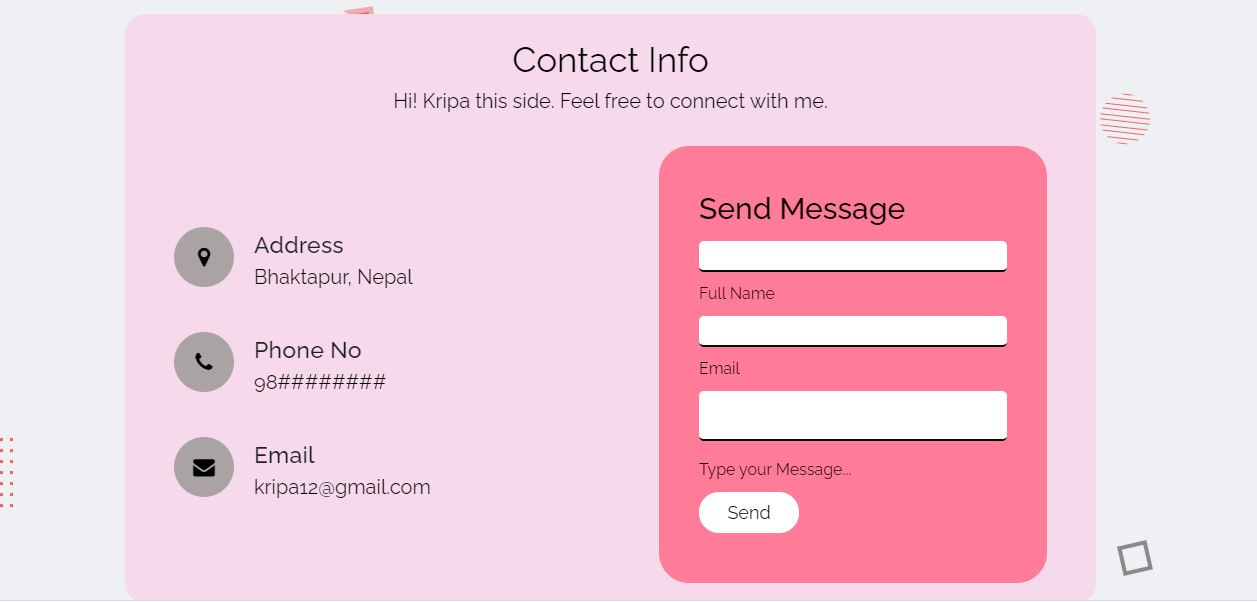 Contact Info
Hi! Kripa this side. Feel free to connect with me.
Address
Bhaktapur, Nepal
Phone No
98########
Email
kripa12@gmail.com
Send Message
Full Name
Email
Type your Message...
Send